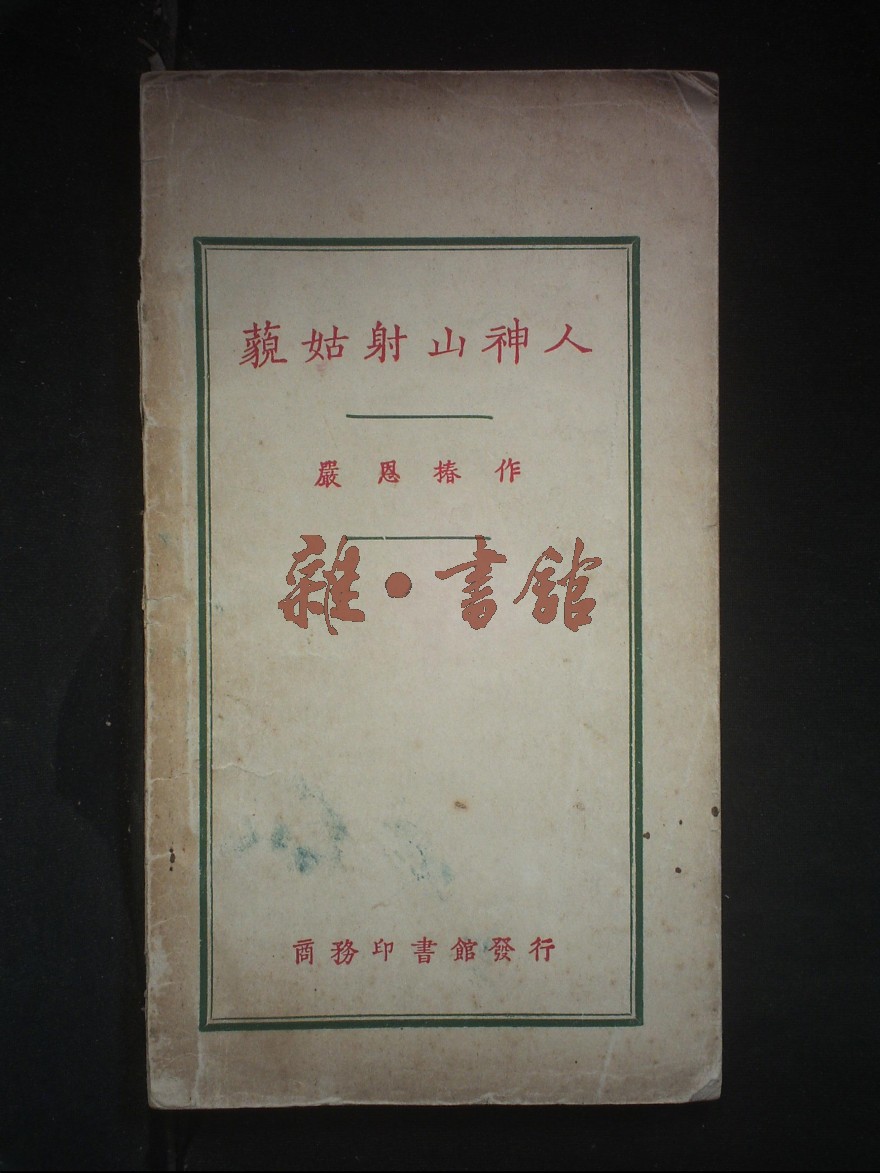 藐姑射山神人
嚴恩椿作
雜·書館
商務印書館發行